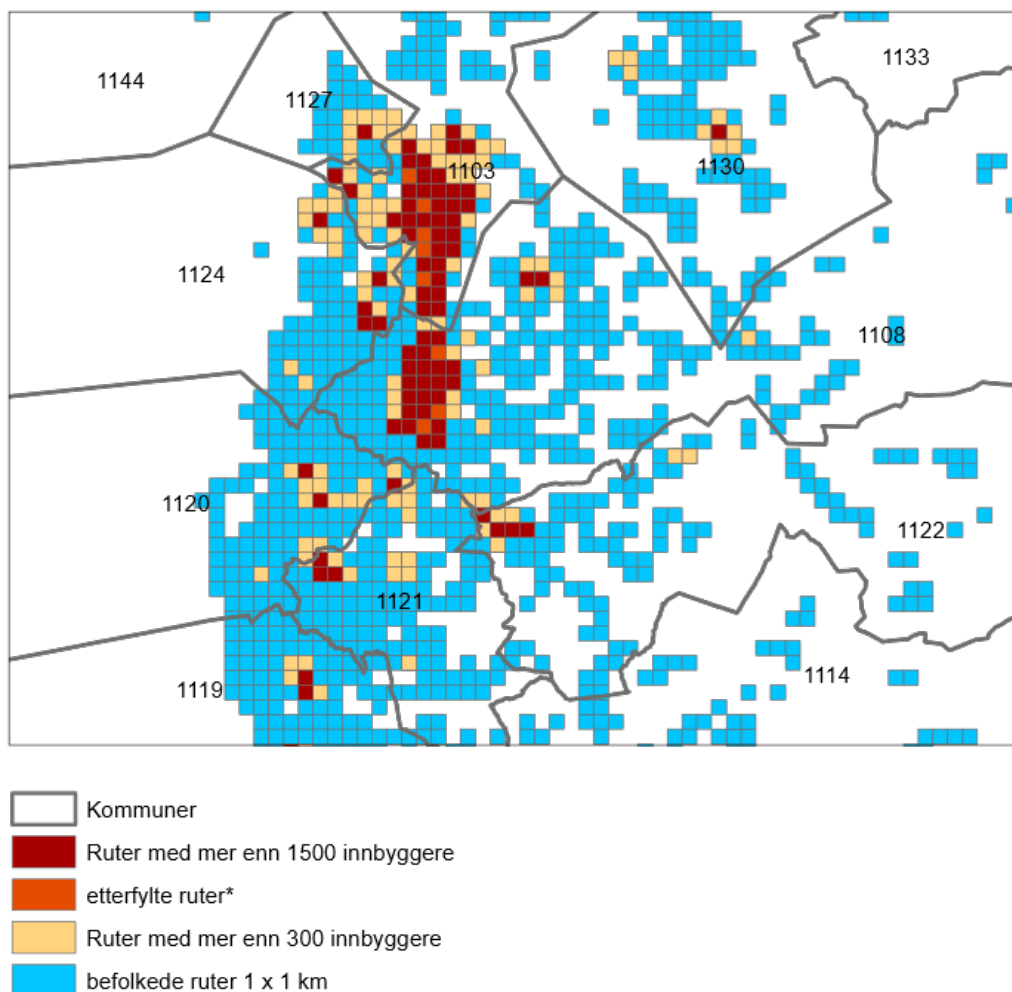 1144
1133
1127
1103
1130
1124
1108
1120
1122
1121
1114
1119
Kommuner
Ruter med mer enn 1500 innbyggere
etterfylte ruter*
Ruter med mer enn 300 innbyggere
befolkede ruter 1 x 1 km